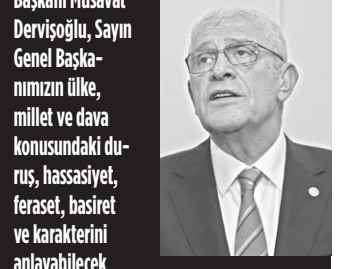 Başkanı Müsavat
Dervişoğlu, Sayın
Genel Başka-
nımızın ülke,
millet ve dava
konusundaki du-
ruş, hassasiyet,
feraset, basiret
ve karakterini
anlayabilecek